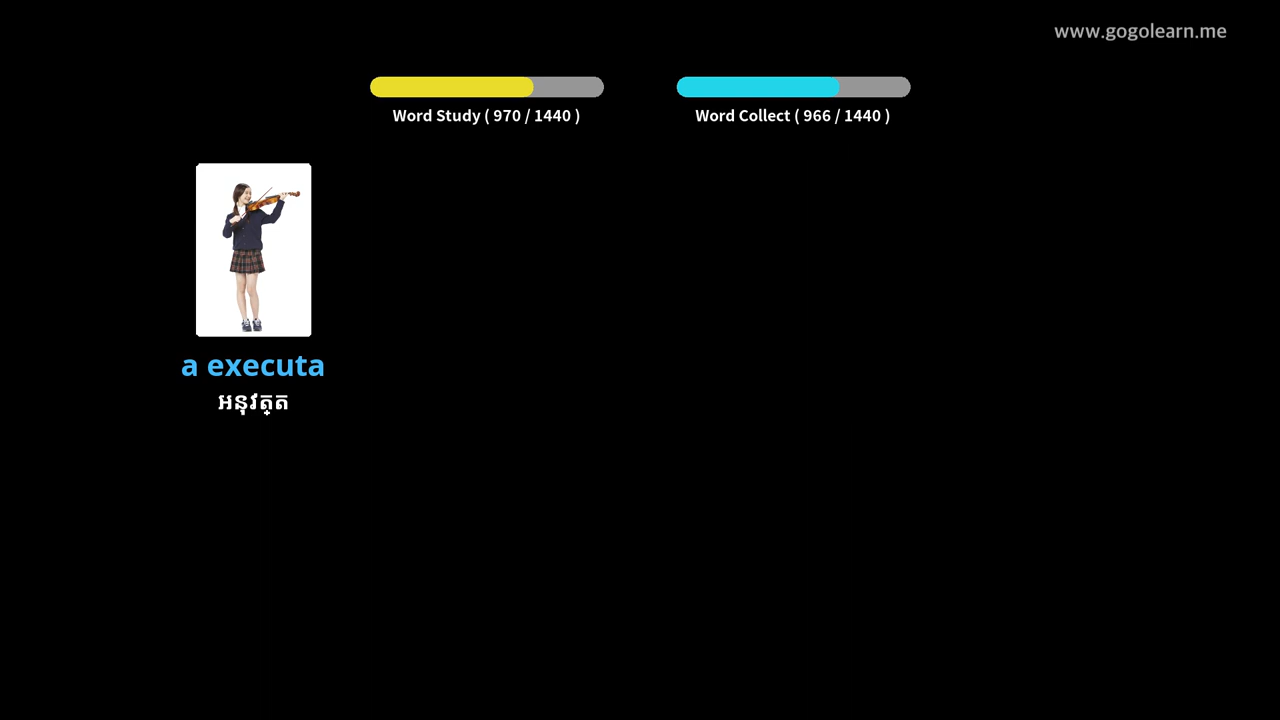 www.gogolearn.me
Word Study ( 970 / 1440 )
Word Collect ( 966 / 1440 )
a executa
អនុវត្ត